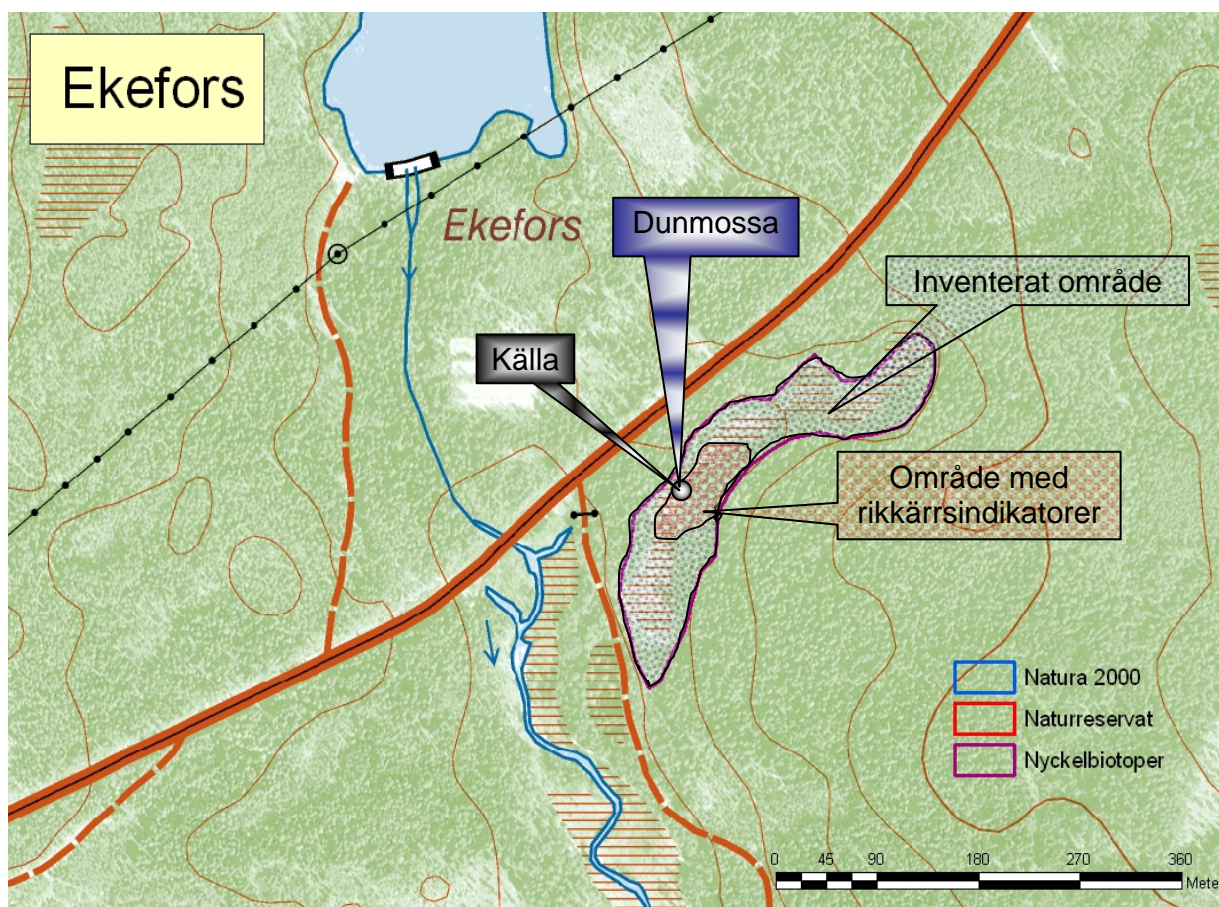 Ekefors
Ekefors
Dunmossa
Inventerat område
Källa
Område med
rikkärrsindikatorer
Natura 2000
Naturreservat
Nyckelbiotoper
0 45 90 180 270 360
Mete